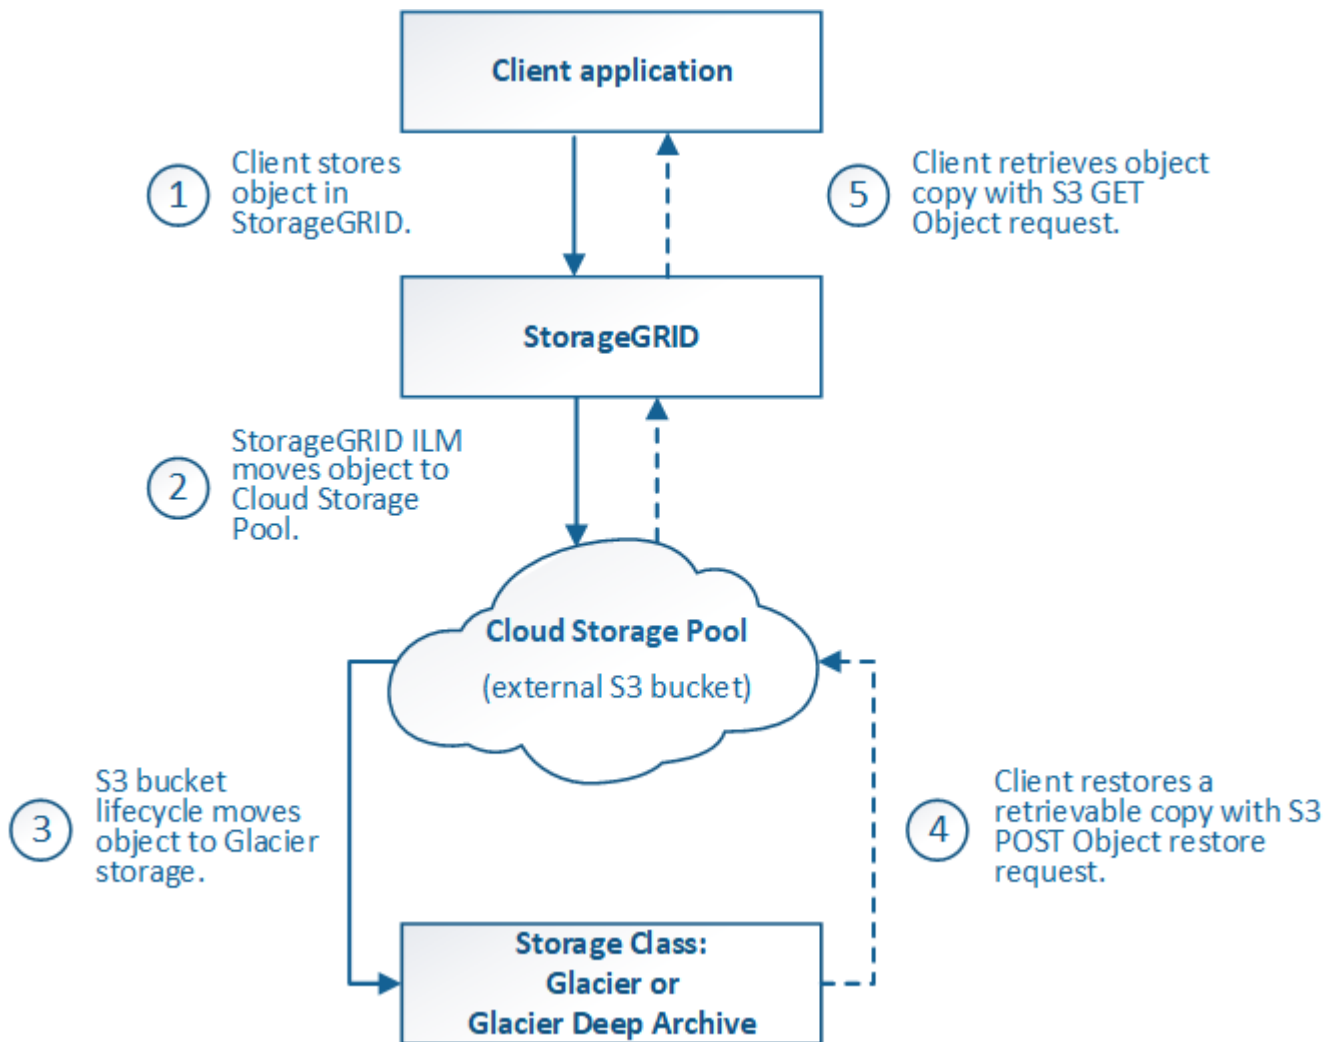 Client application
1
Client stores
object in
StorageGRID.
5
Client retrieves object
copy with S3 GET
Object request.
StorageGRID
2
StorageGRID ILM
moves object to
Cloud Storage
Pool.
Cloud Storage Pool
(external S3 bucket)
3
S3 bucket
lifecycle moves
object to Glacier
storage.
4
Client restores a
retrievable copy with S3
POST Object restore
request.
Storage Class:
Glacier or
Glacier Deep Archive